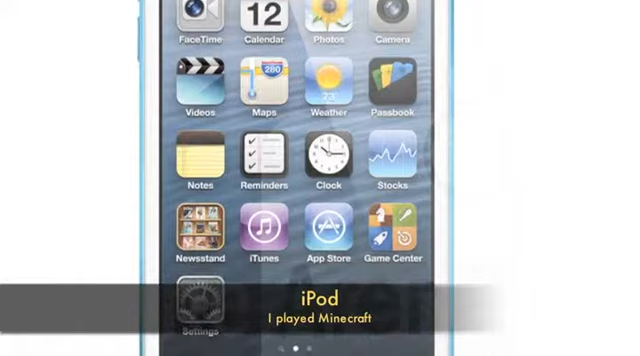 12
FaceTime Calendar Photos Camera
280
73°
Videos Maps Weather Passbook
Notes Reminders Clock Stocks
Newsstand iTunes App Store Game Center
iPod
I played Minecraft
Settings